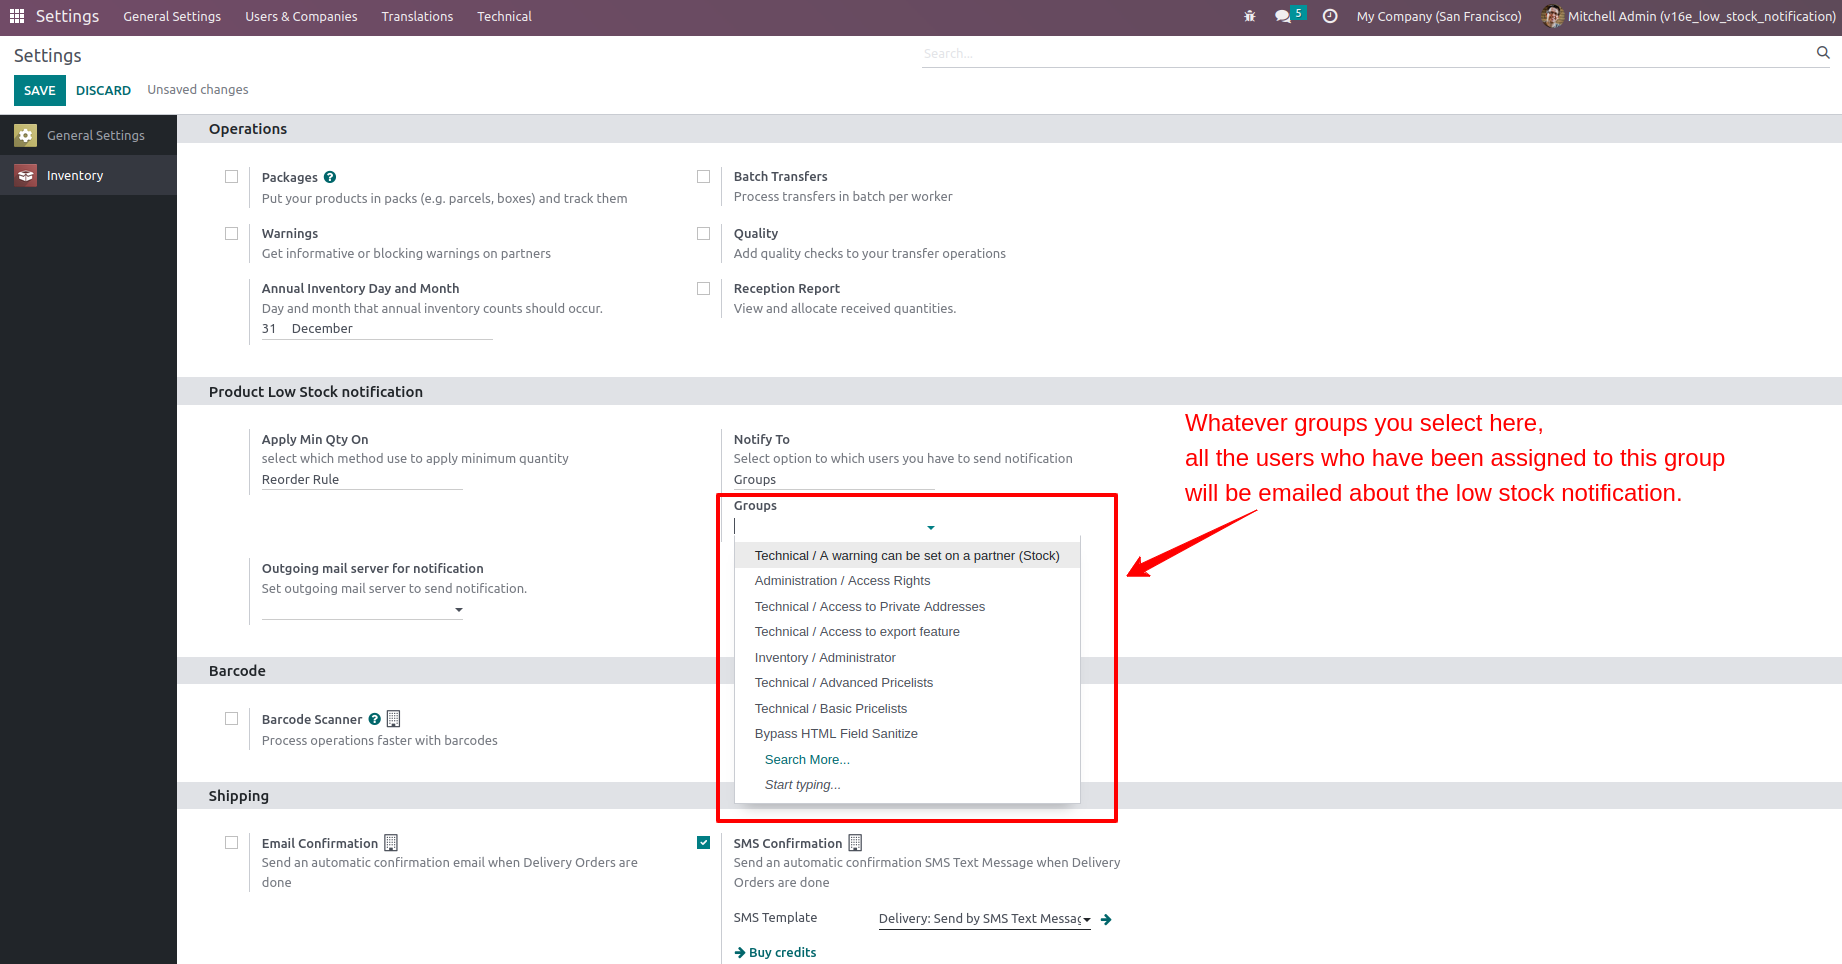 Settings General Settings Users & Companies Translations Technical 5 My Company (San Francisco) Mitchell Admin (v16e_low_stock_notification)
Settings
Search...
SAVE DISCARD Unsaved changes
General Settings
Inventory
Operations
Packages
Put your products in packs (e.g. parcels, boxes) and track them
Batch Transfers
Process transfers in batch per worker
Warnings
Get informative or blocking warnings on partners
Quality
Add quality checks to your transfer operations
Annual Inventory Day and Month
Day and month that annual inventory counts should occur.
31 December
Reception Report
View and allocate received quantities.
Product Low Stock notification
Apply Min Qty On
select which method use to apply minimum quantity
Reorder Rule
Notify To
Select option to which users you have to send notification
Groups
Groups
Whatever groups you select here,
all the users who have been assigned to this group
will be emailed about the low stock notification.
Outgoing mail server for notification
Set outgoing mail server to send notification.
Technical / A warning can be set on a partner (Stock)
Administration / Access Rights
Technical / Access to Private Addresses
Technical / Access to export feature
Inventory / Administrator
Technical / Advanced Pricelists
Technical / Basic Pricelists
Bypass HTML Field Sanitize
Search More...
Start typing...
Barcode
Barcode Scanner
Process operations faster with barcodes
Shipping
Email Confirmation
Send an automatic confirmation email when Delivery Orders are
done
SMS Confirmation
Send an automatic confirmation SMS Text Message when Delivery
Orders are done
SMS Template Delivery: Send by SMS Text Messag
Buy credits